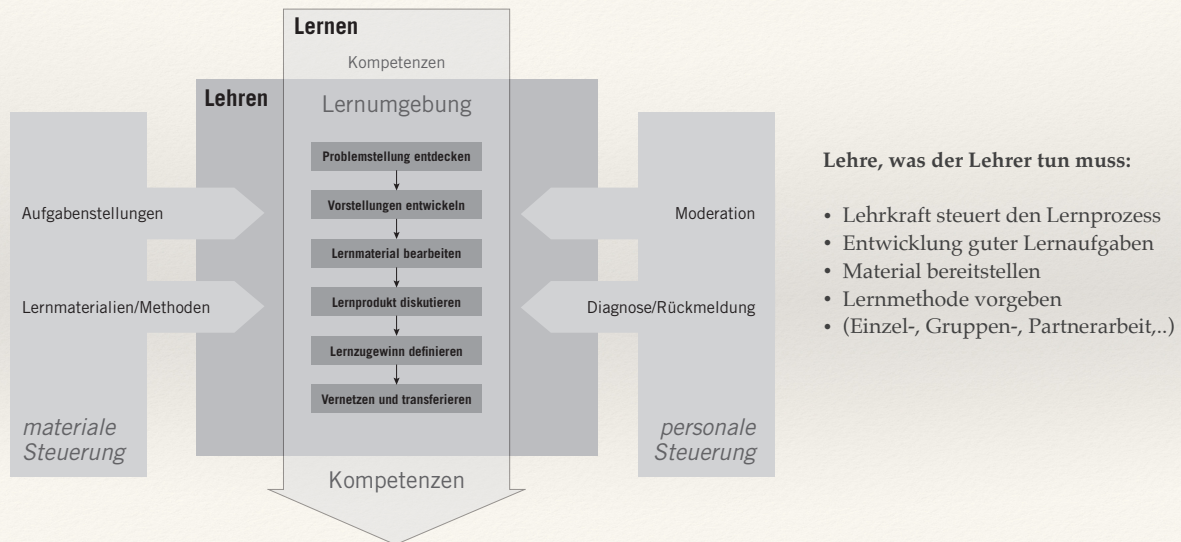 Lernen
Kompetenzen
Lehren
Lernumgebung
Problemstellung entdecken
Vorstellungen entwickeln
Lernmaterial bearbeiten
Lernprodukt diskutieren
Lernzugewinn definieren
Vernetzen und transferieren
Kompetenzen
Aufgabenstellungen
Lernmaterialien/Methoden
materiale
Steuerung
Moderation
Diagnose/Rückmeldung
personale
Steuerung
Lehre, was der Lehrer tun muss:
• Lehrkraft steuert den Lernprozess
• Entwicklung guter Lernaufgaben
• Material bereitstellen
• Lernmethode vorgeben
• (Einzel-, Gruppen-, Partnerarbeit,..)